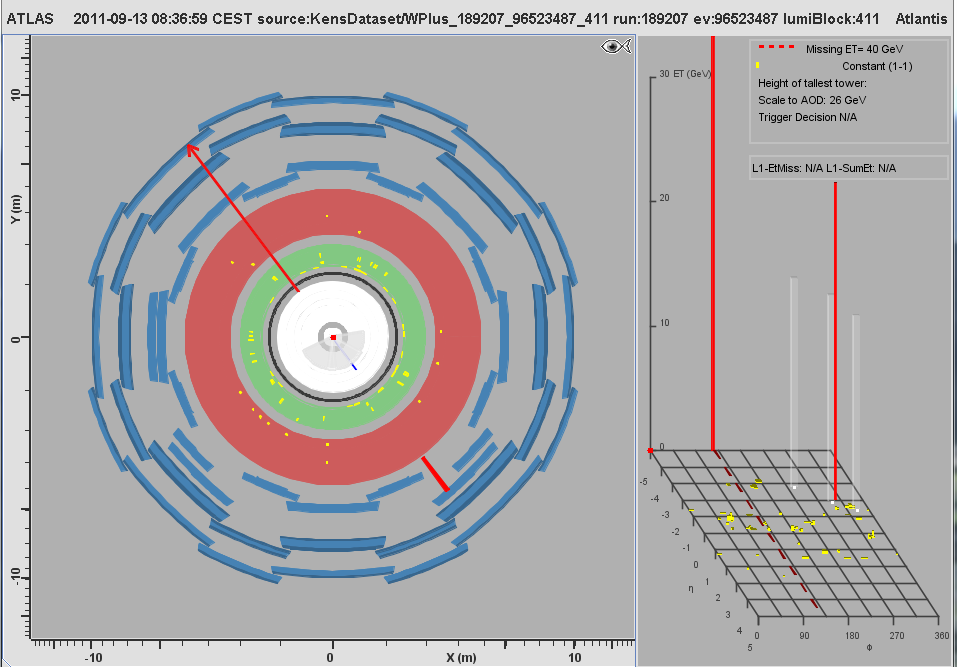 ATLAS 2011-09-13 08:36:59 CEST source:KensDataset/WPlus_189207_96523487_411 run:189207 ev:96523487 lumiBlock:411 Atlantis
Missing ET= 40 GeV
Constant (1-1)
Height of tallest tower:
Scale to AOD: 26 GeV
Trigger Decision N/A
L1-EtMiss: N/A L1-SumEt: N/A
30 ET (GeV)
20
10
0
-5
-4
-3
-2
-1
0
1
2
3
4
5
η
0 90 180 270 360
Φ
10
Y (m)
0
-10
-10 0 X (m) 10